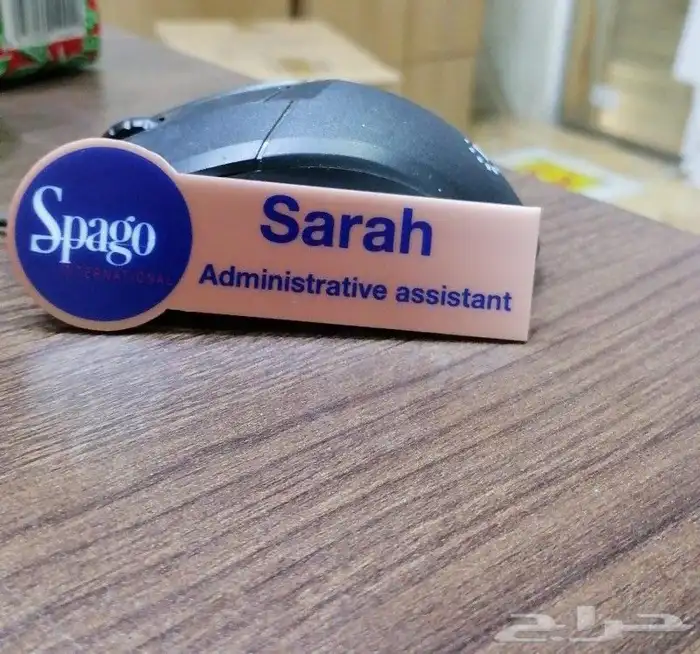 Spago
INTERNATIONAL
Sarah
Administrative assistant
حراج